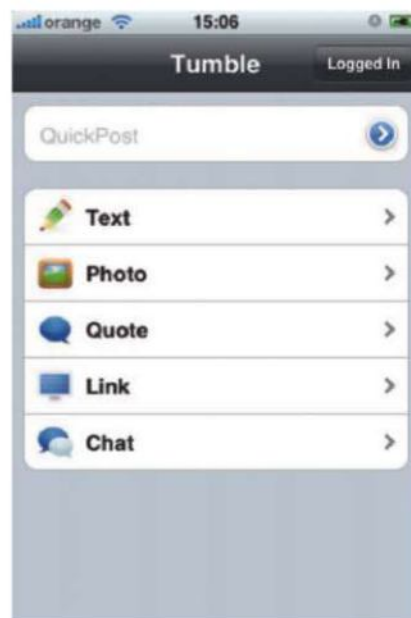 orange 15:06
Tumble Logged In
QuickPost
Text
Photo
Quote
Link
Chat